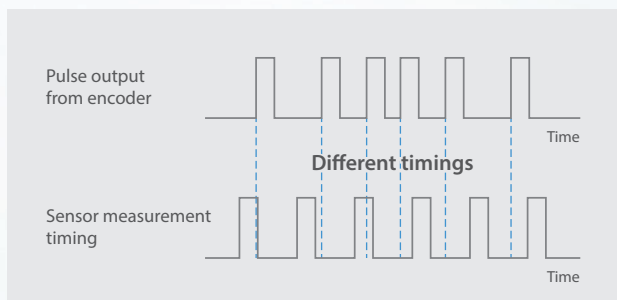 Pulse output
from encoder
Time
Different timings
Sensor measurement
timing
Time